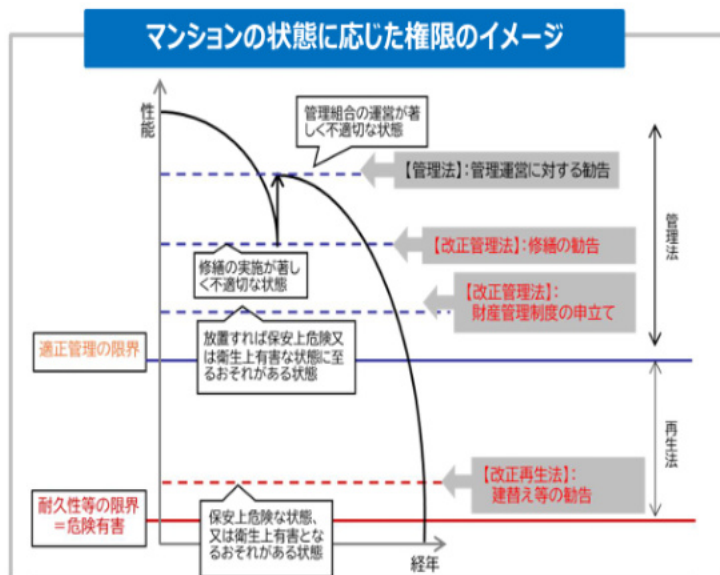 マンションの状態に応じた権限のイメージ
性能
管理組合の運営が著
しく不適切な状態
【管理法】：管理運営に対する勧告
管理法
【改正管理法】：修繕の勧告
修繕の実施が著し
く不適切な状態
【改正管理法】：
財産管理制度の申立て
放置すれば保安上危険又
は衛生上有害な状態に至
るおそれがある状態
適正管理の限界
再生法
【改正再生法】：
建替え等の勧告
耐久性等の限界
＝危険有害
保安上危険な状態、
又は衛生上有害とな
るおそれがある状態
経年